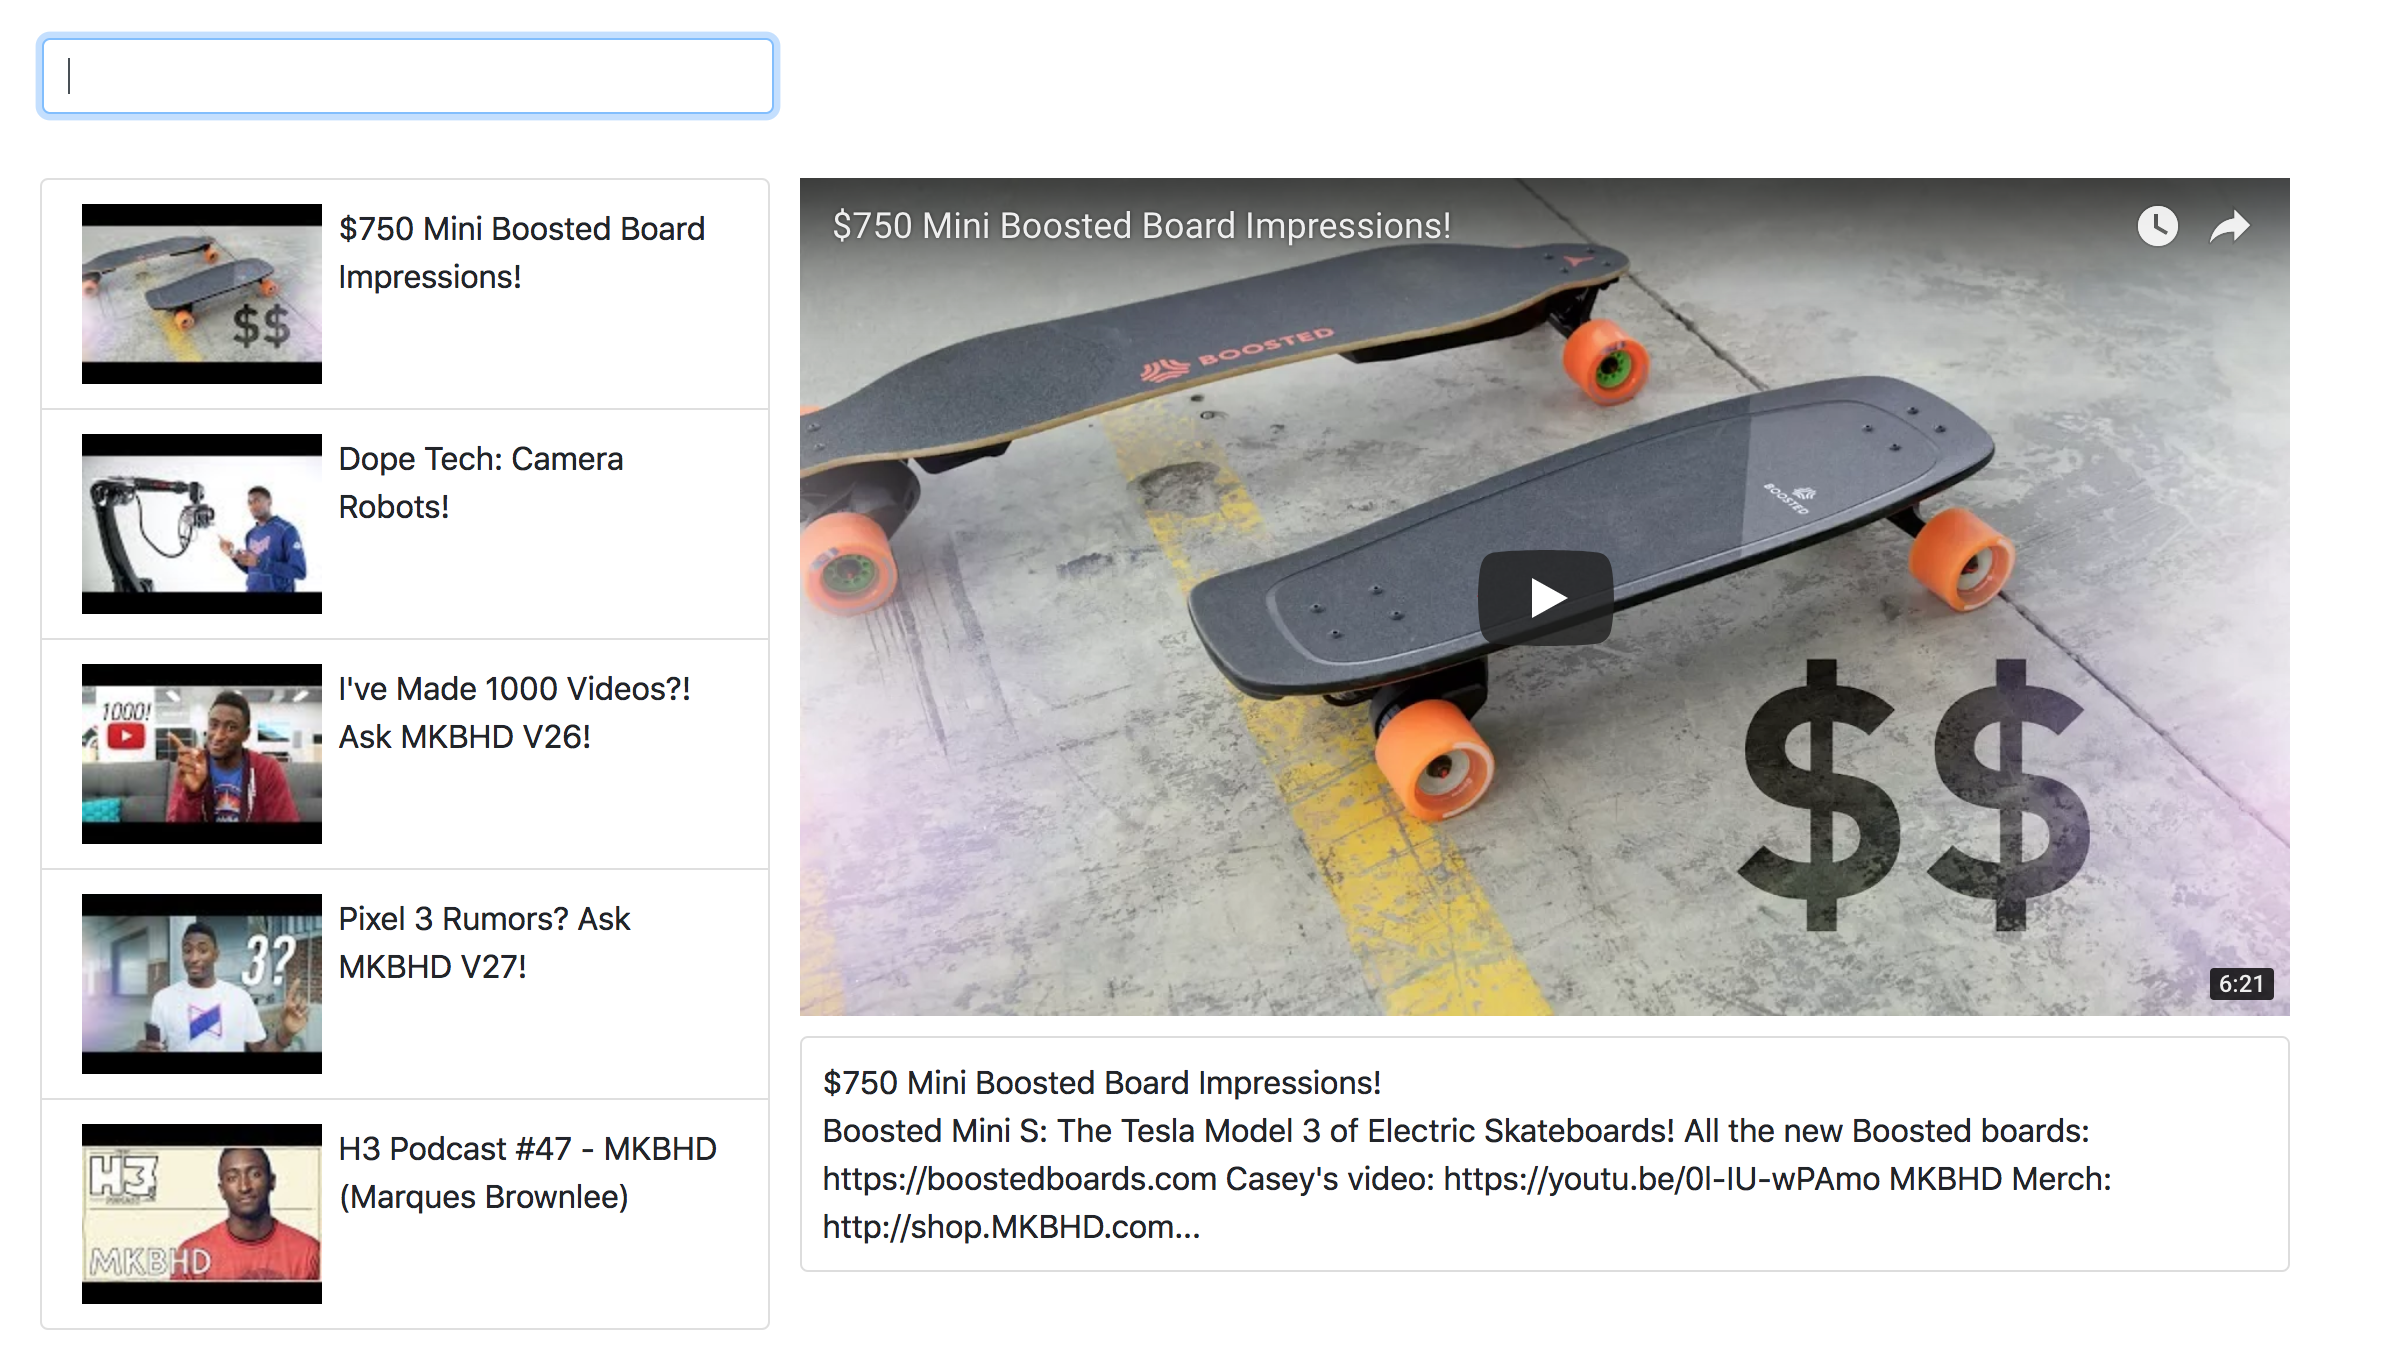 $750 Mini Boosted Board
Impressions!
$$
Dope Tech: Camera
Robots!
1000!
I've Made 1000 Videos?!
Ask MKBHD V26!
3?
Pixel 3 Rumors? Ask
MKBHD V27!
H3
PODCAST
MKBHD
H3 Podcast #47 - MKBHD
(Marques Brownlee)
$750 Mini Boosted Board Impressions!
BOOSTED
BOOSTED
$$
6:21
$750 Mini Boosted Board Impressions!
Boosted Mini S: The Tesla Model 3 of Electric Skateboards! All the new Boosted boards:
https://boostedboards.com Casey's video: https://youtu.be/0l-IU-wPAmo MKBHD Merch:
http://shop.MKBHD.com...